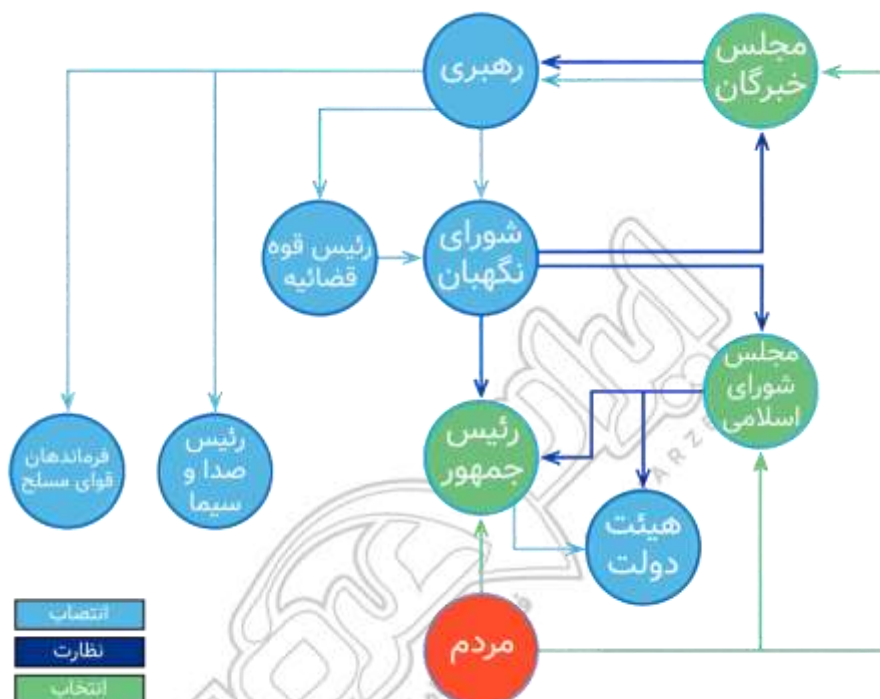 مجلس
خبرگان
رهبری
شورای
نگهبان
رئیس قوه
قضائیه
مجلس
شورای
اسلامی
رئیس
جمهور
رئیس
صدا و
سیما
فرماندهان
قوای مسلح
هیئت
دولت
مردم
انتصاب
نظارت
انتخاب